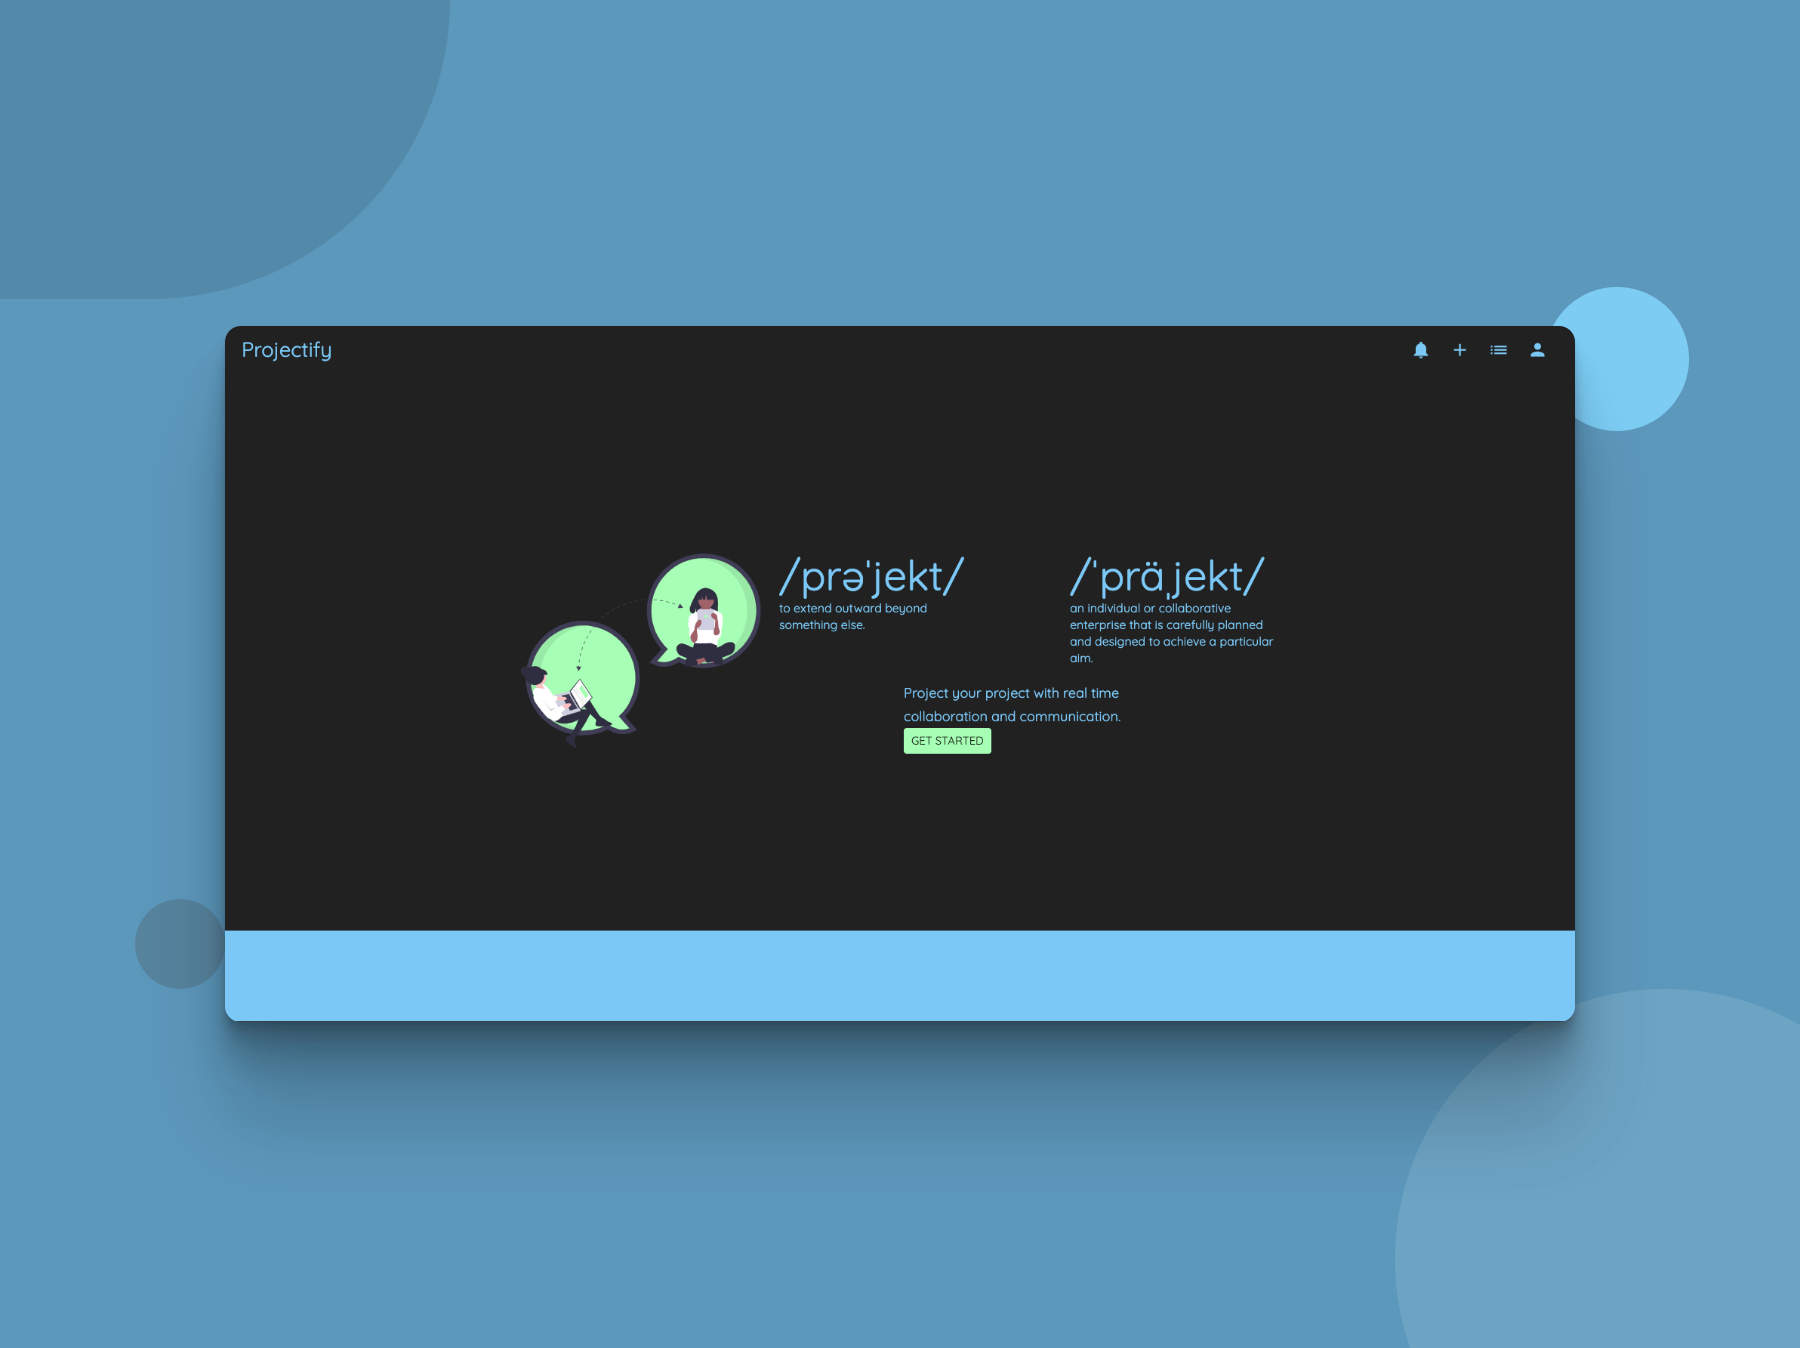 Projectify
/prəˈjekt/
to extend outward beyond
something else.
/ˈpräˌjekt/
an individual or collaborative
enterprise that is carefully planned
and designed to achieve a particular
aim.
Project your project with real time
collaboration and communication.
GET STARTED